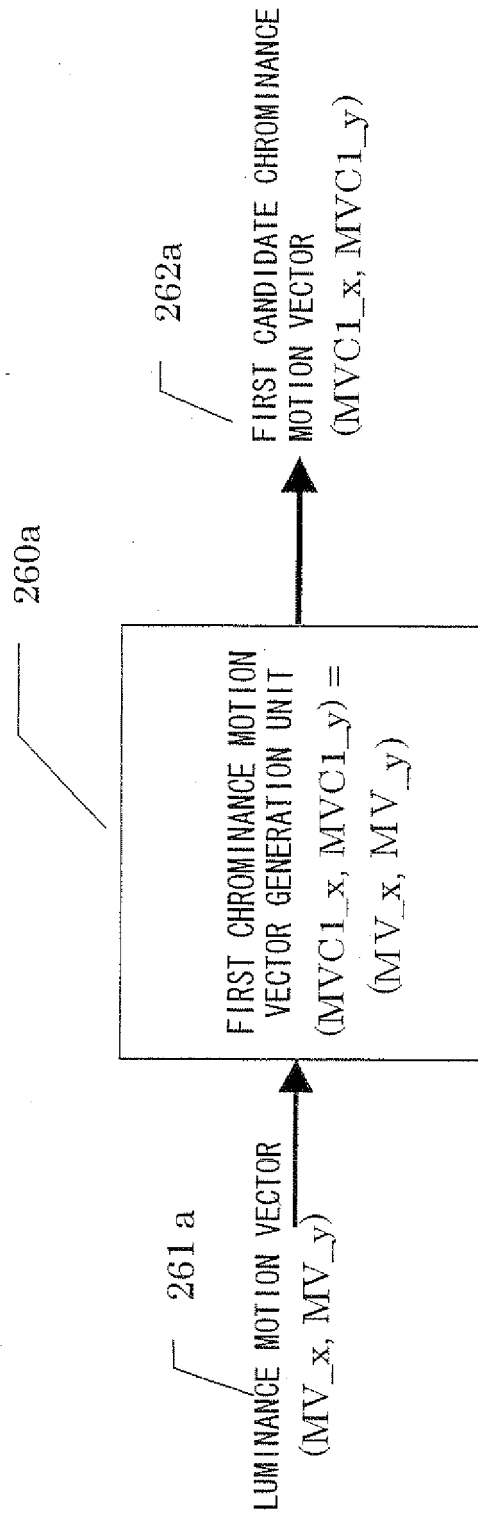 260a
261 a
LUMINANCE MOTION VECTOR
(MV_x, MV_y)
FIRST CHROMINANCE MOTION
VECTOR GENERATION UNIT
(MVC1_x, MVC1_y) =
(MV_x, MV_y)
262a
FIRST CANDIDATE CHROMINANCE
MOTION VECTOR
(MVC1_x, MVC1_y)